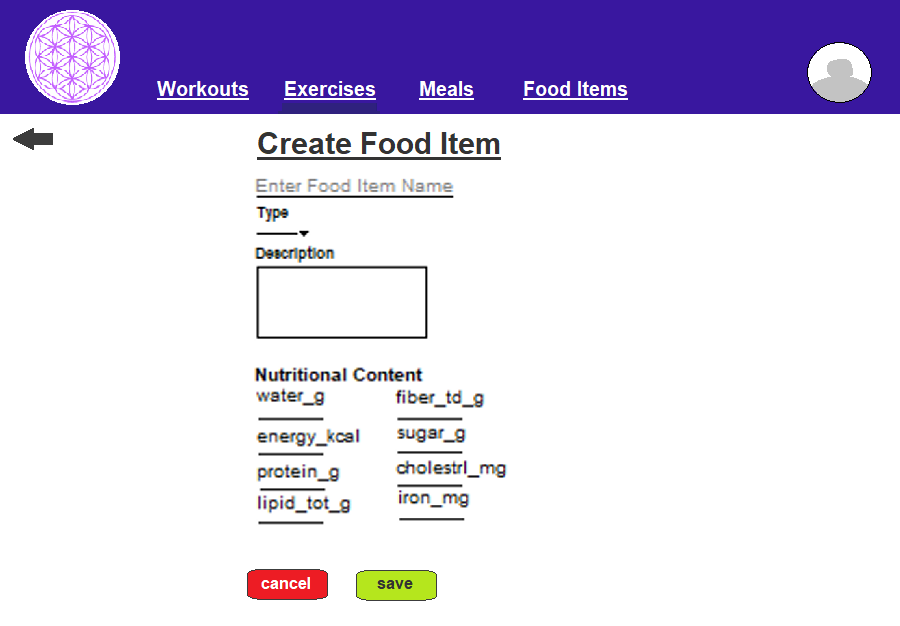 Workouts Exercises Meals Food Items
Create Food Item
Enter Food Item Name
Type
Description
Nutritional Content
water_g fiber_td_g
energy_kcal sugar_g
protein_g cholestrl_mg
lipid_tot_g iron_mg
cancel save